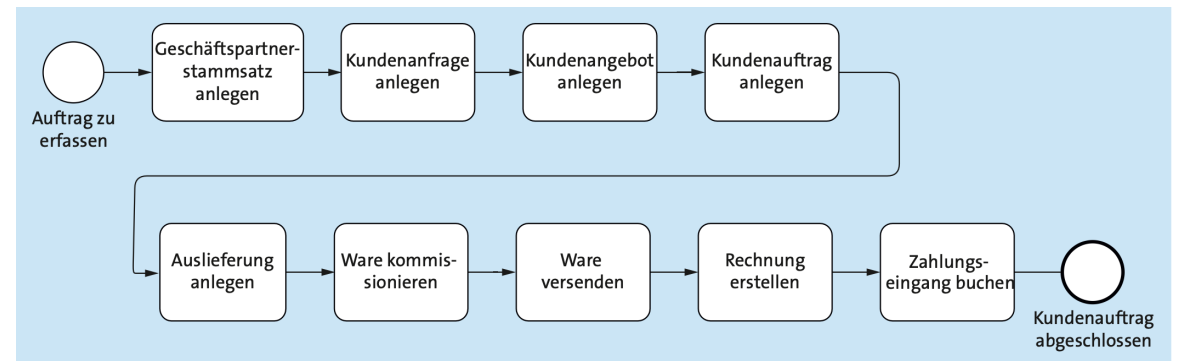 Auftrag zu
erfassen
Geschäftspartner-
stammsatz
anlegen
Kundenanfrage
anlegen
Kundenangebot
anlegen
Kundenauftrag
anlegen
Auslieferung
anlegen
Ware kommis-
sionieren
Ware
versenden
Rechnung
erstellen
Zahlungs-
eingang buchen
Kundenauftrag
abgeschlossen